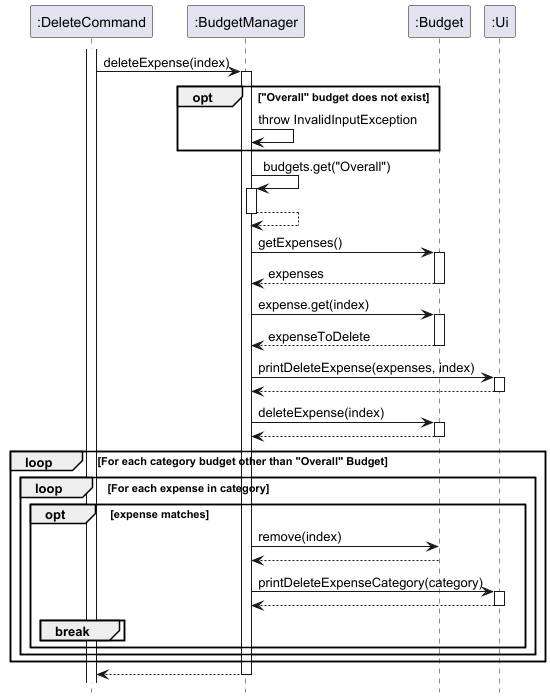 :DeleteCommand :BudgetManager :Budget :Ui
deleteExpense(index)
opt ["Overall" budget does not exist]
throw InvalidInputException
budgets.get("Overall")
getExpenses()
expenses
expense.get(index)
expenseToDelete
printDeleteExpense(expenses, index)
deleteExpense(index)
loop [For each category budget other than "Overall" Budget]
loop [For each expense in category]
opt [expense matches]
remove(index)
printDeleteExpenseCategory(category)
break